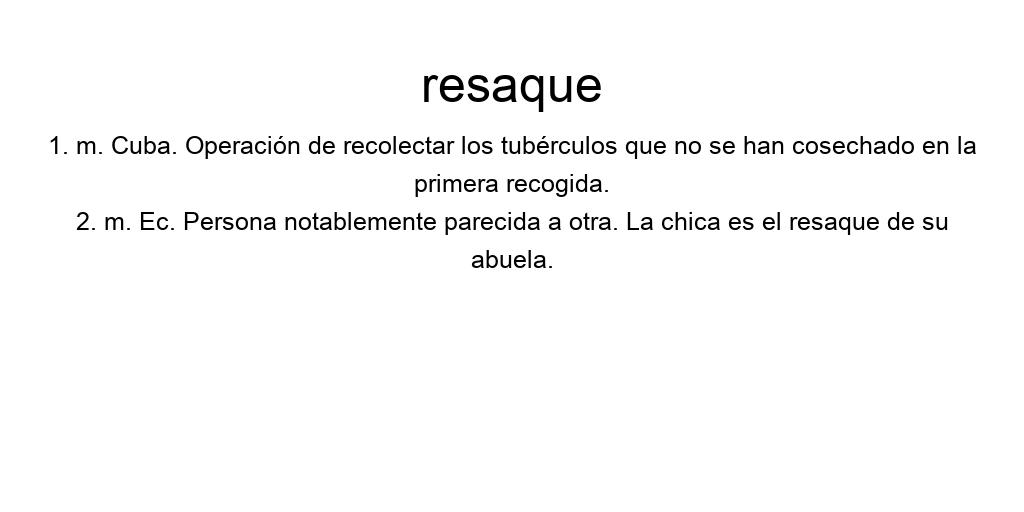 resaque
1. m. Cuba. Operación de recolectar los tubérculos que no se han cosechado en la
primera recogida.
2. m. Ec. Persona notablemente parecida a otra. La chica es el resaque de su
abuela.